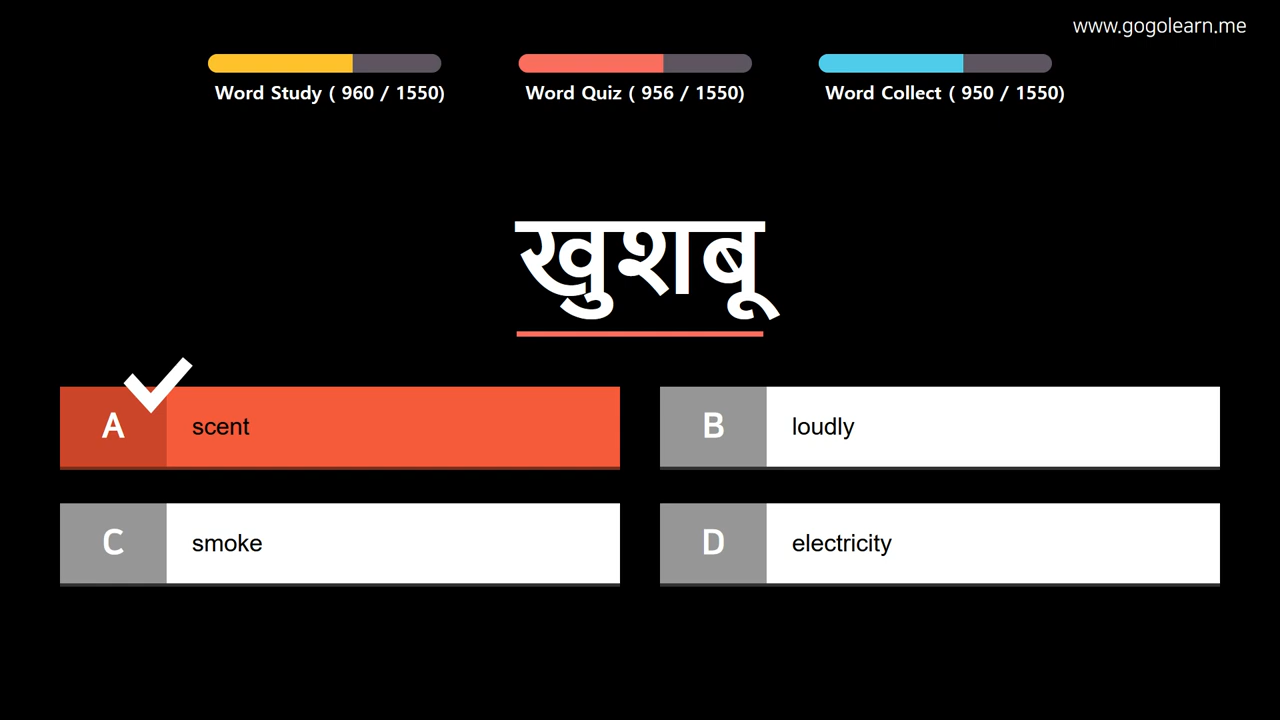 www.gogolearn.me
Word Study ( 960 / 1550)
Word Quiz ( 956 / 1550)
Word Collect ( 950 / 1550)
खुशबू
A scent
B loudly
C smoke
D electricity